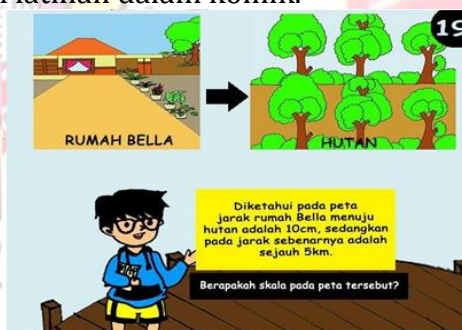 19
RUMAH BELLA
HUTAN
Diketahui pada peta
jarak rumah Bella menuju
hutan adalah 10cm, sedangkan
pada jarak sebenarnya adalah
sejauh 5km.
Berapakah skala pada peta tersebut?